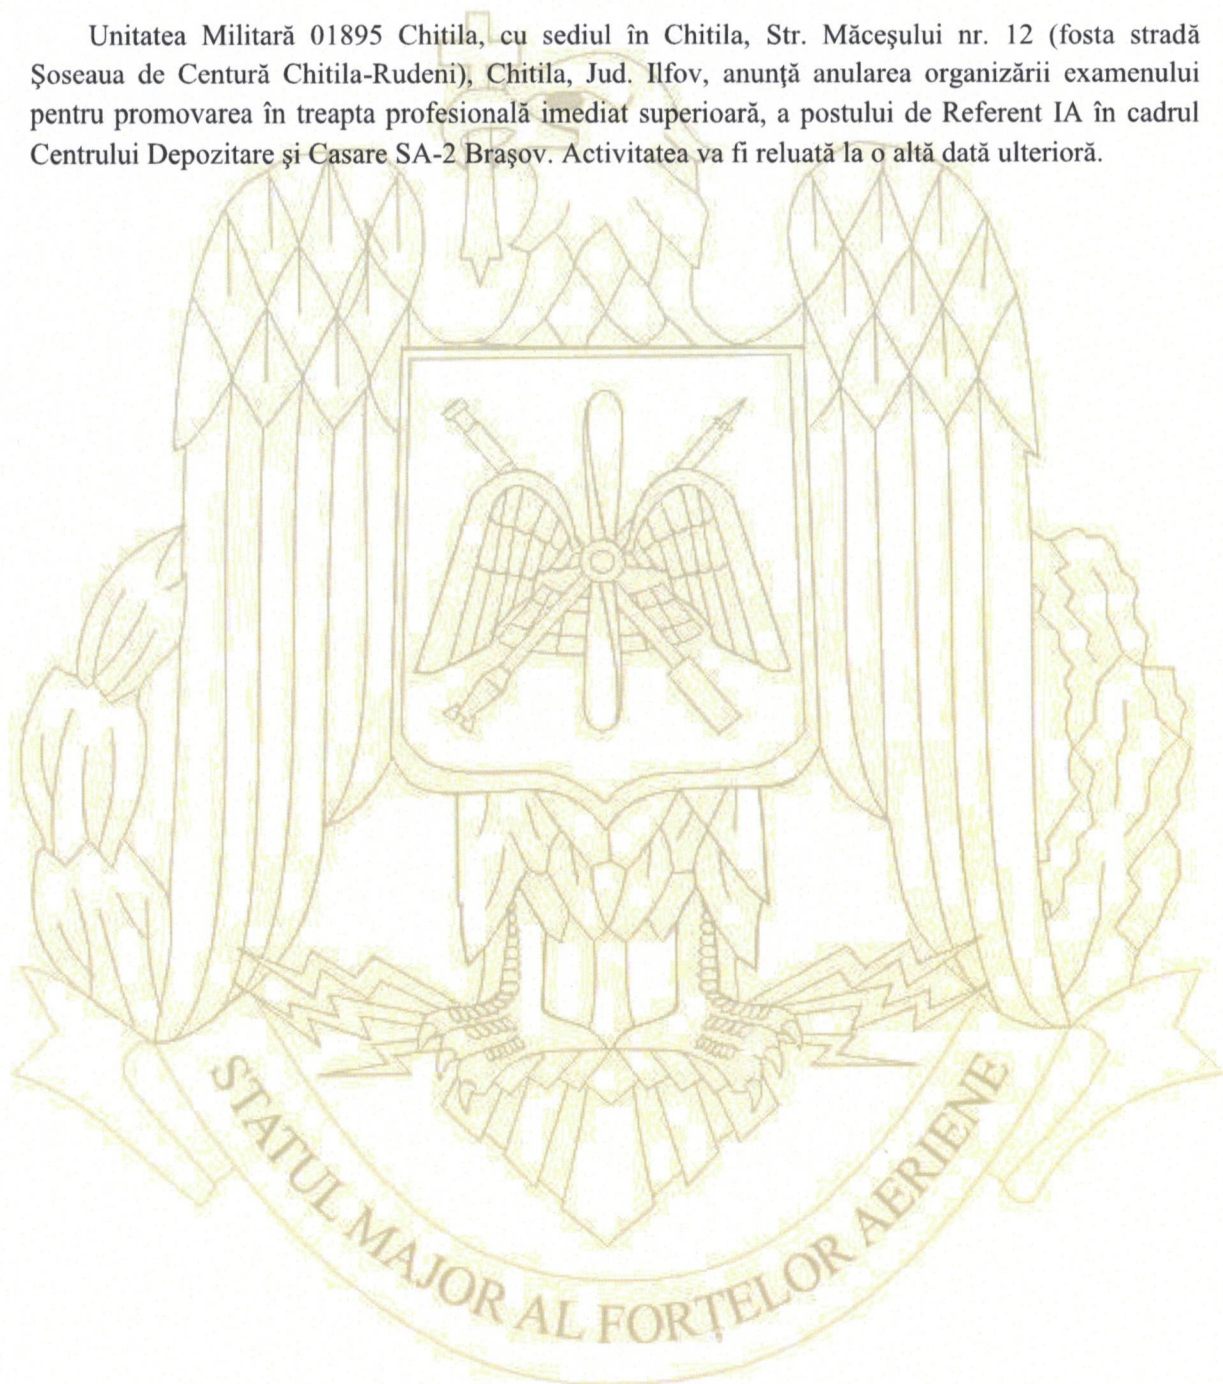 Unitatea Militară 01895 Chitila, cu sediul în Chitila, Str. Măceşului nr. 12 (fosta stradă
Şoseaua de Centură Chitila-Rudeni), Chitila, Jud. Ilfov, anunţă anularea organizării examenului
pentru promovarea în treapta profesională imediat superioară, a postului de Referent IA în cadrul
Centrului Depozitare şi Casare SA-2 Braşov. Activitatea va fi reluată la o altă dată ulterioră.
STATUL MAJOR AL FORŢELOR AERIENE